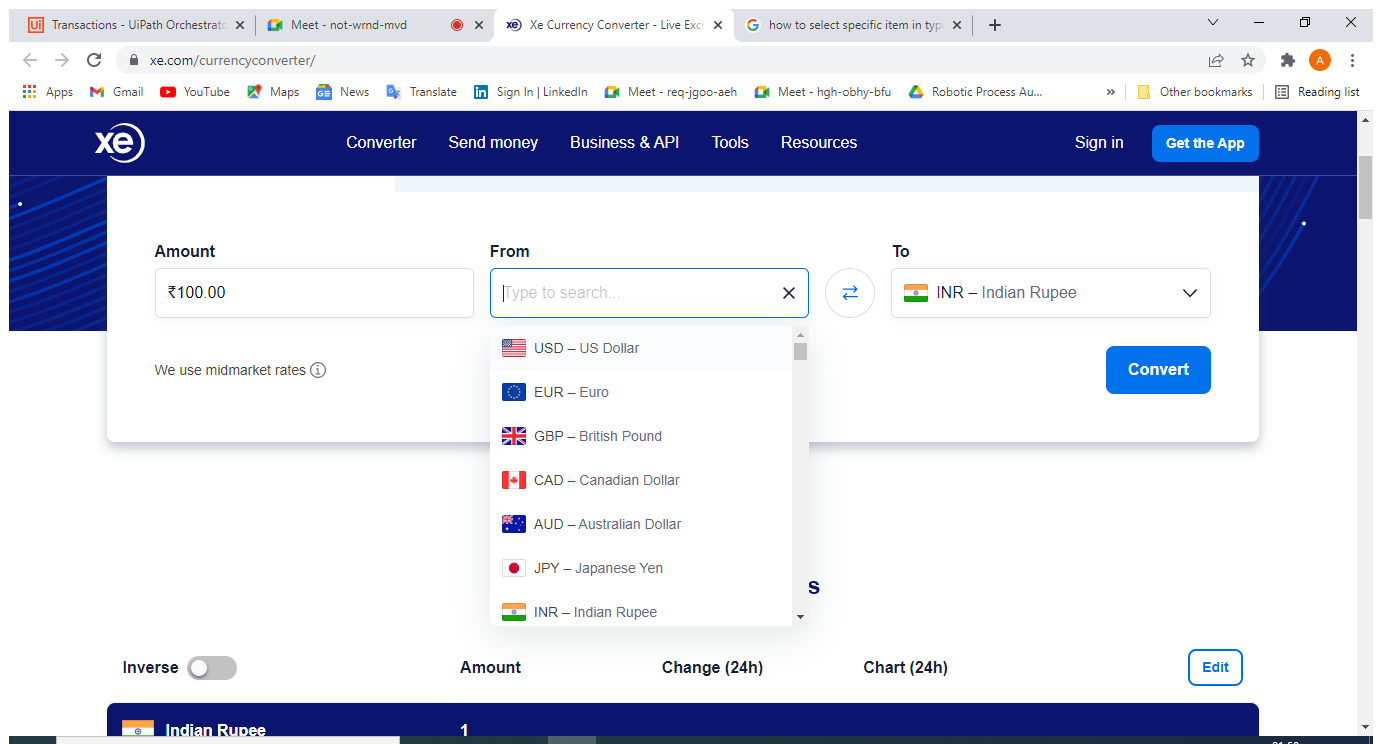 Transactions - UiPath Orchestrato
Meet - not-wrnd-mvd
Xe Currency Converter - Live Exc
how to select specific item in type
xe.com/currencyconverter/
A
Apps
Gmail
YouTube
Maps
News
Translate
Sign In | LinkedIn
Meet - req-jgoo-aeh
Meet - hgh-obhy-bfu
Robotic Process Au...
»
Other bookmarks
Reading list
xe
Converter
Send money
Business & API
Tools
Resources
Sign in
Get the App
Amount
From
To
₹100.00
Type to search...
INR – Indian Rupee
USD – US Dollar
EUR – Euro
GBP – British Pound
CAD – Canadian Dollar
AUD – Australian Dollar
JPY – Japanese Yen
INR – Indian Rupee
We use midmarket rates
Convert
s
Inverse
Amount
Change (24h)
Chart (24h)
Edit
Indian Rupee
1